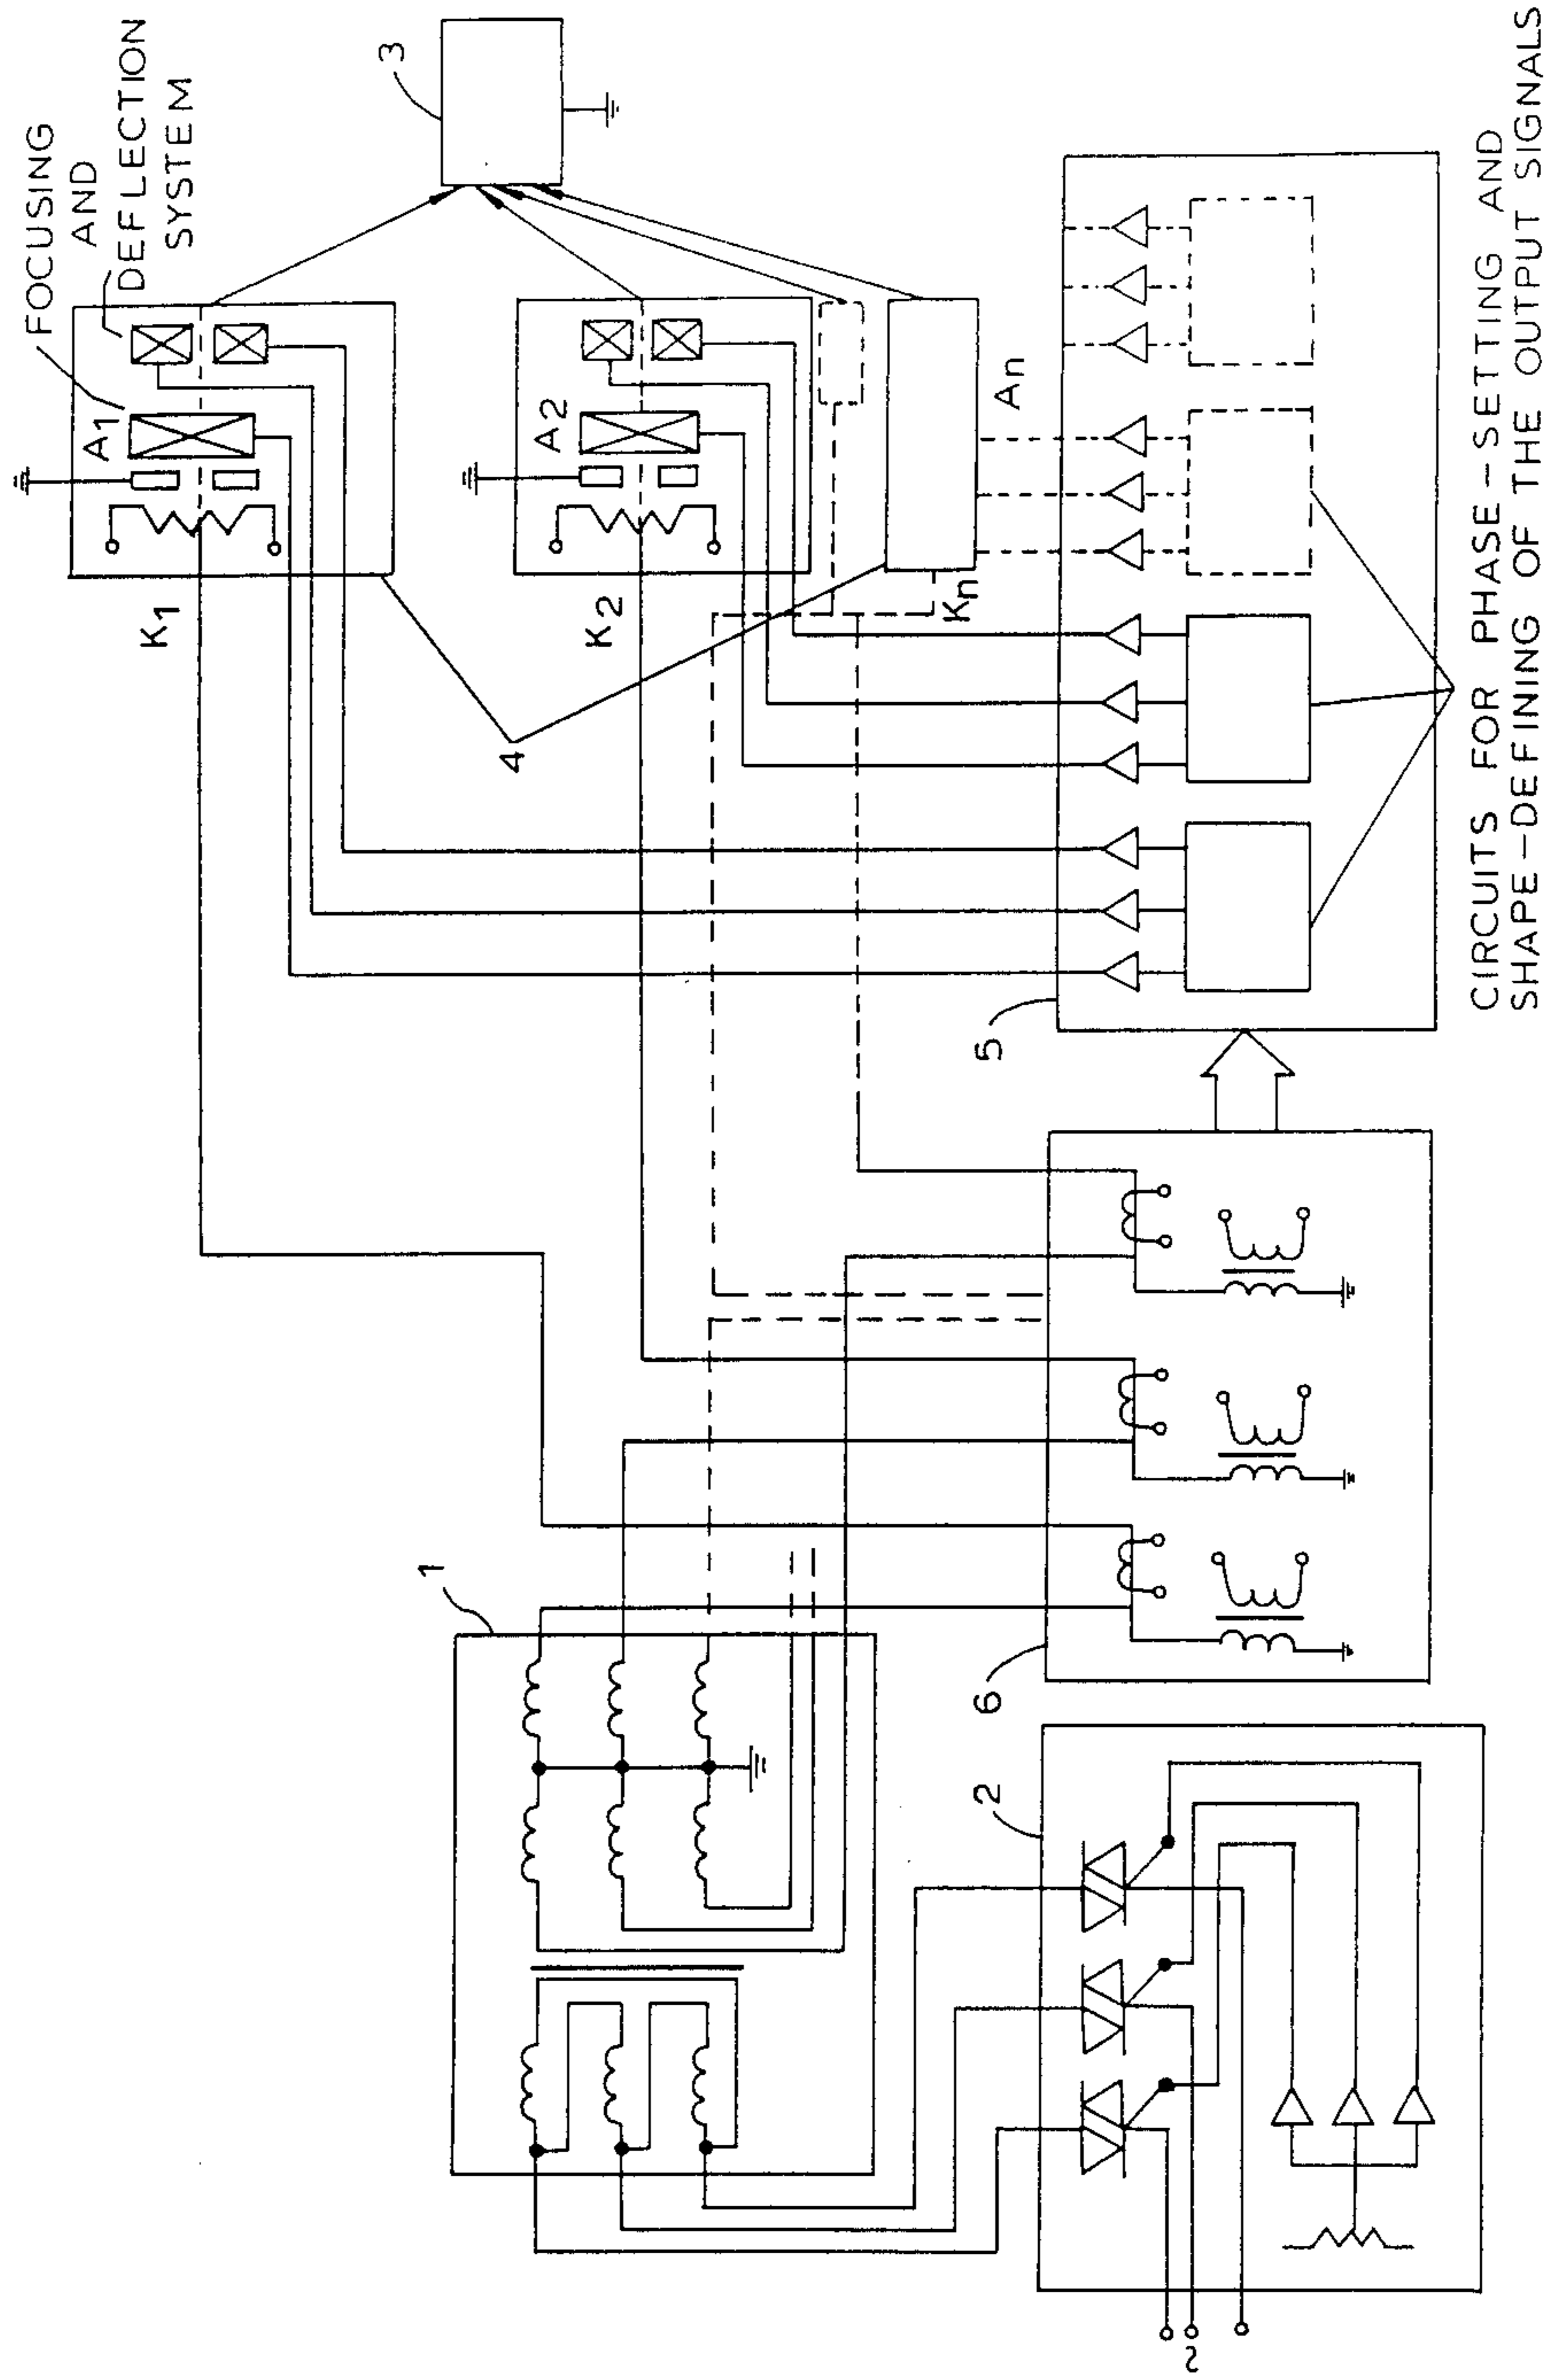 FOCUSING
AND
DEFLECTION
SYSTEM
3
A1
K1
A2
K2
An
Kn
4
5
1
6
2
~
CIRCUITS FOR PHASE-SETTING AND
SHAPE-DEFINING OF THE OUTPUT SIGNALS